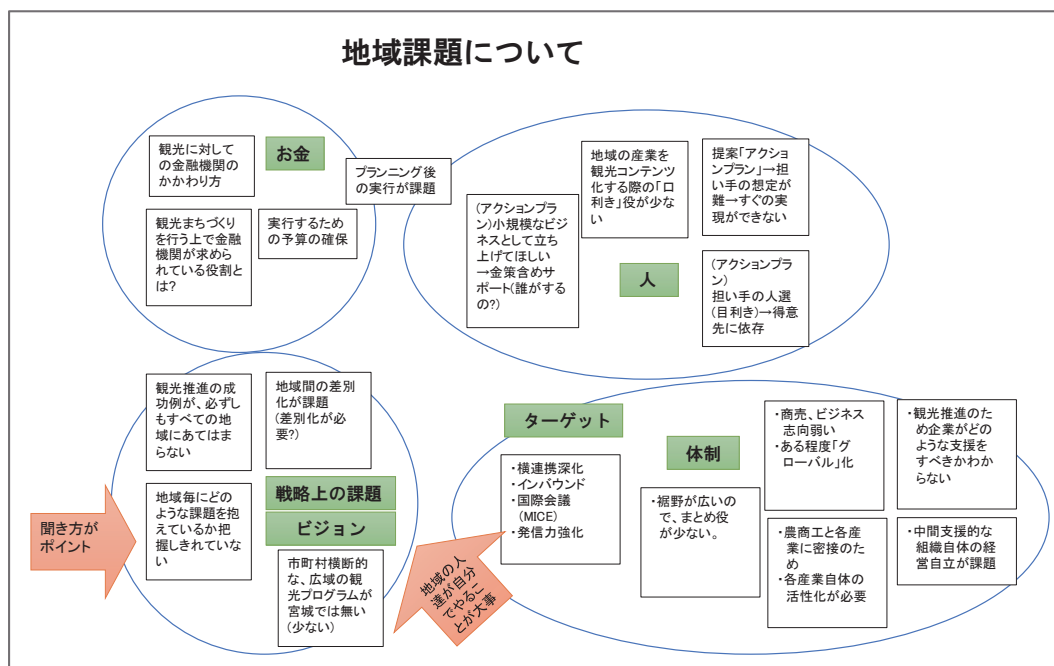 地域課題について
観光に対して
の金融機関の
かかわり方
お金
プランニング後
の実行が課題
観光まちづくり
を行う上で金融
機関が求めら
れている役割と
は?
実行するため
の予算の確保
地域の産業を
観光コンテンツ
化する際の「口
利き」役が少な
い
提案「アクショ
ンプラン」→担
い手の想定が
難→すぐの実
現ができない
(アクションプラ
ン)小規模なビジ
ネスとして立ち
上げてほしい
→金策含めサ
ポート(誰がする
の?)
人
(アクションプラ
ン)
担い手の人選
(目利き)→得意
先に依存
観光推進の成
功例が、必ずし
もすべての地
域にあてはま
らない
地域間の差別
化が課題
(差別化が必
要?)
戦略上の課題
ビジョン
聞き方が
ポイント
地域毎にどの
ような課題を抱
えているか把
握しきれていな
い
市町村横断的
な、広域の観
光プログラムが
宮城では無い
(少ない)
地域の人
達が自分
でやるこ
とが大事
ターゲット
・横連携深化
・インバウンド
・国際会議
(MICE)
・発信力強化
体制
・裾野が広いの
で、まとめ役
が少ない。
・商売、ビジネス
志向弱い
・ある程度「グ
ローバル」化
・観光推進のた
め企業がどの
ような支援を
すべきかわか
らない
・農商工と各産
業に密接のた
め
・各産業自体の
活性化が必要
・中間支援的な
組織自体の経
営自立が課題